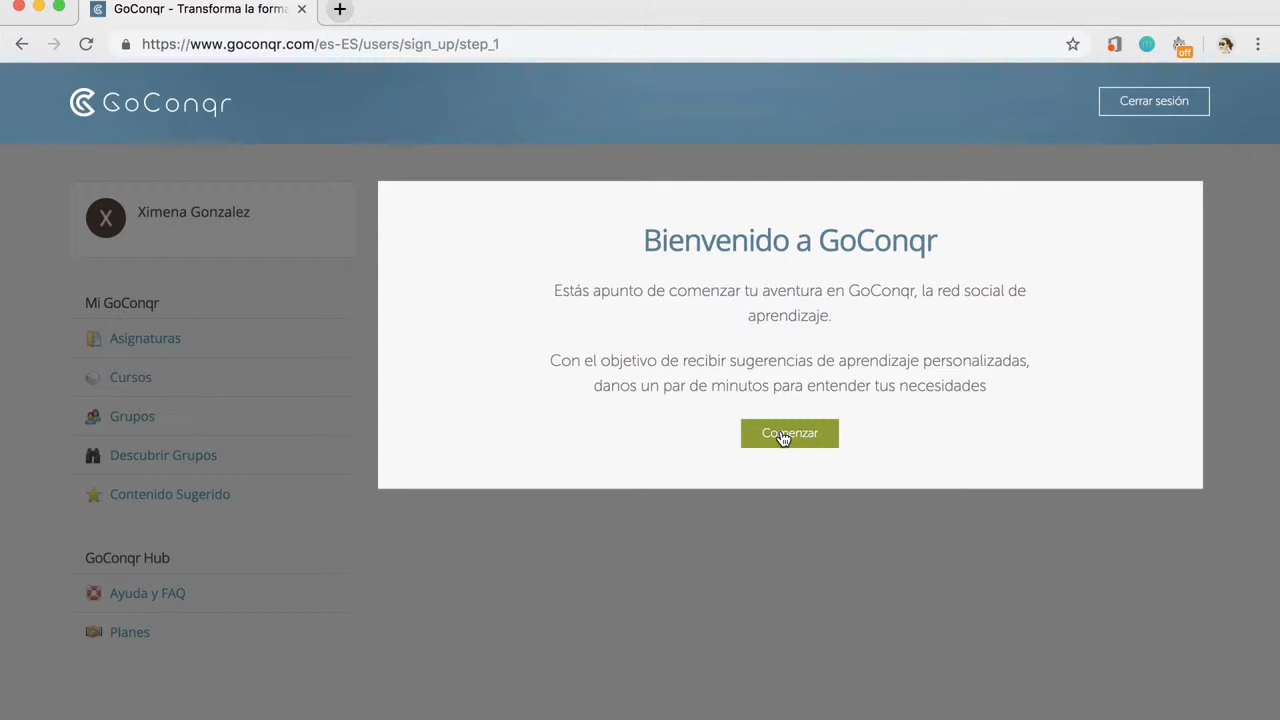 GoConqr - Transforma la forma
https://www.goconqr.com/es-ES/users/sign_up/step_1
off
GoConqr
Cerrar sesión
X
Ximena Gonzalez
Mi GoConqr
Asignaturas
Cursos
Grupos
Descubrir Grupos
Contenido Sugerido
GoConqr Hub
Ayuda y FAQ
Planes
Bienvenido a GoConqr
Estás apunto de comenzar tu aventura en GoConqr, la red social de
aprendizaje.
Con el objetivo de recibir sugerencias de aprendizaje personalizadas,
danos un par de minutos para entender tus necesidades
Comenzar